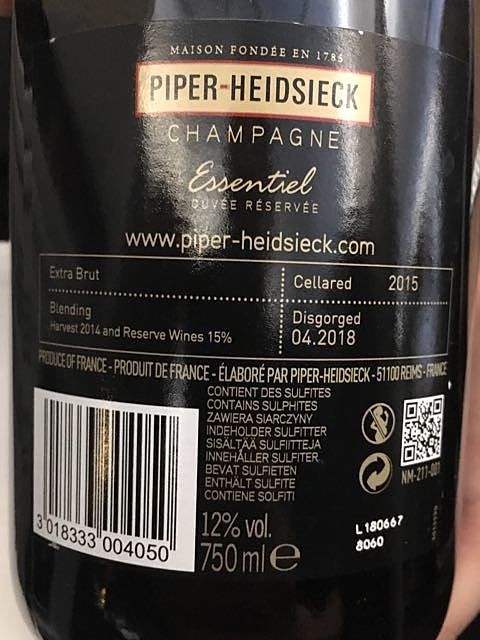 MAISON FONDÉE EN 1785
PIPER-HEIDSIECK
CHAMPAGNE
Essentiel
CUVÉE RÉSERVÉE
www.piper-heidsieck.com
Extra Brut
Cellared 2015
Blending
Harvest 2014 and Reserve Wines 15%
Disgorged
04.2018
PRODUCE OF FRANCE - PRODUIT DE FRANCE - ÉLABORÉ PAR PIPER-HEIDSIECK - 51100 REIMS - FRANCE
CONTIENT DES SULFITES
CONTAINS SULPHITES
ZAWIERA SIARCZYNY
INDEHOLDER SULFITTER
SISÄLTÄÄ SULFIITTEJA
INNEHÅLLER SULFITER
BEVAT SULFIETEN
ENTHÄLT SULFITE
CONTIENE SOLFITI
NM-211-001
3 018333 004050
12% vol.
750 ml e
L180667
8060